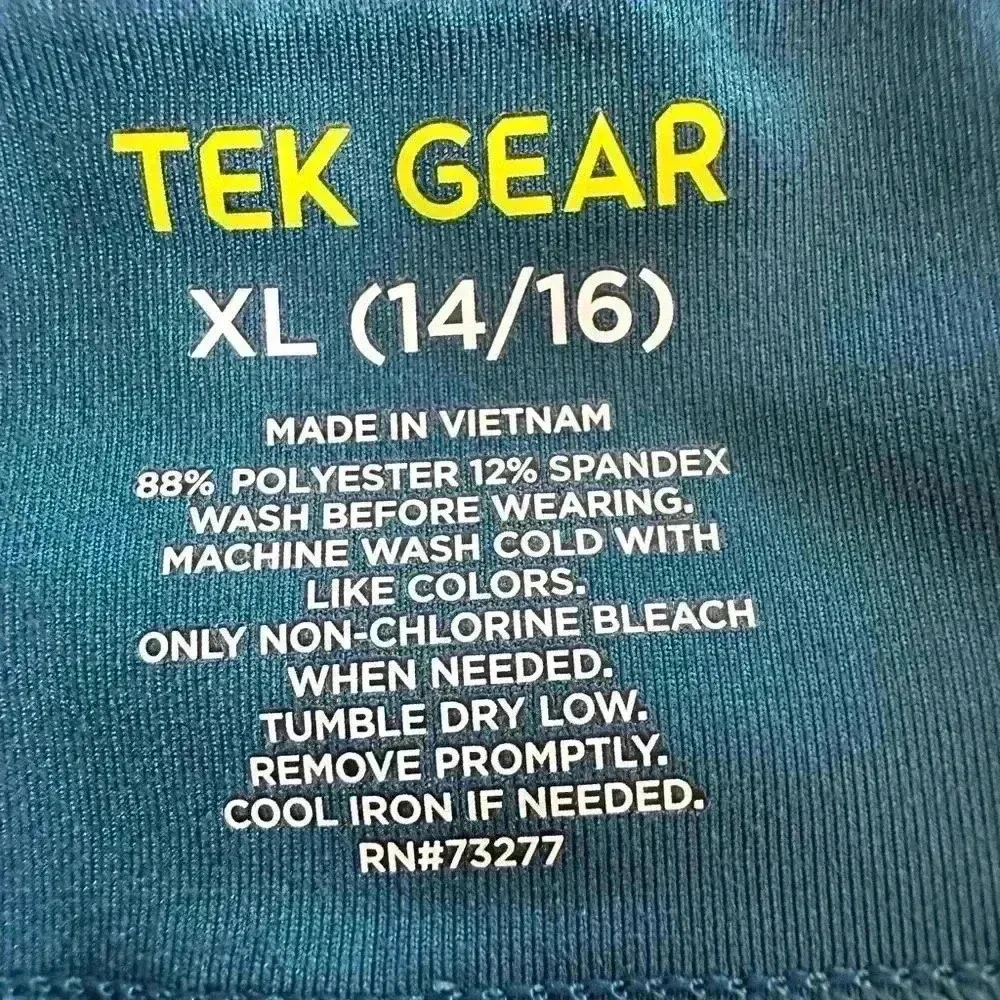 TEK GEAR
XL (14/16)
MADE IN VIETNAM
88% POLYESTER 12% SPANDEX
WASH BEFORE WEARING.
MACHINE WASH COLD WITH
LIKE COLORS.
ONLY NON-CHLORINE BLEACH
WHEN NEEDED.
TUMBLE DRY LOW.
REMOVE PROMPTLY.
COOL IRON IF NEEDED.
RN#73277